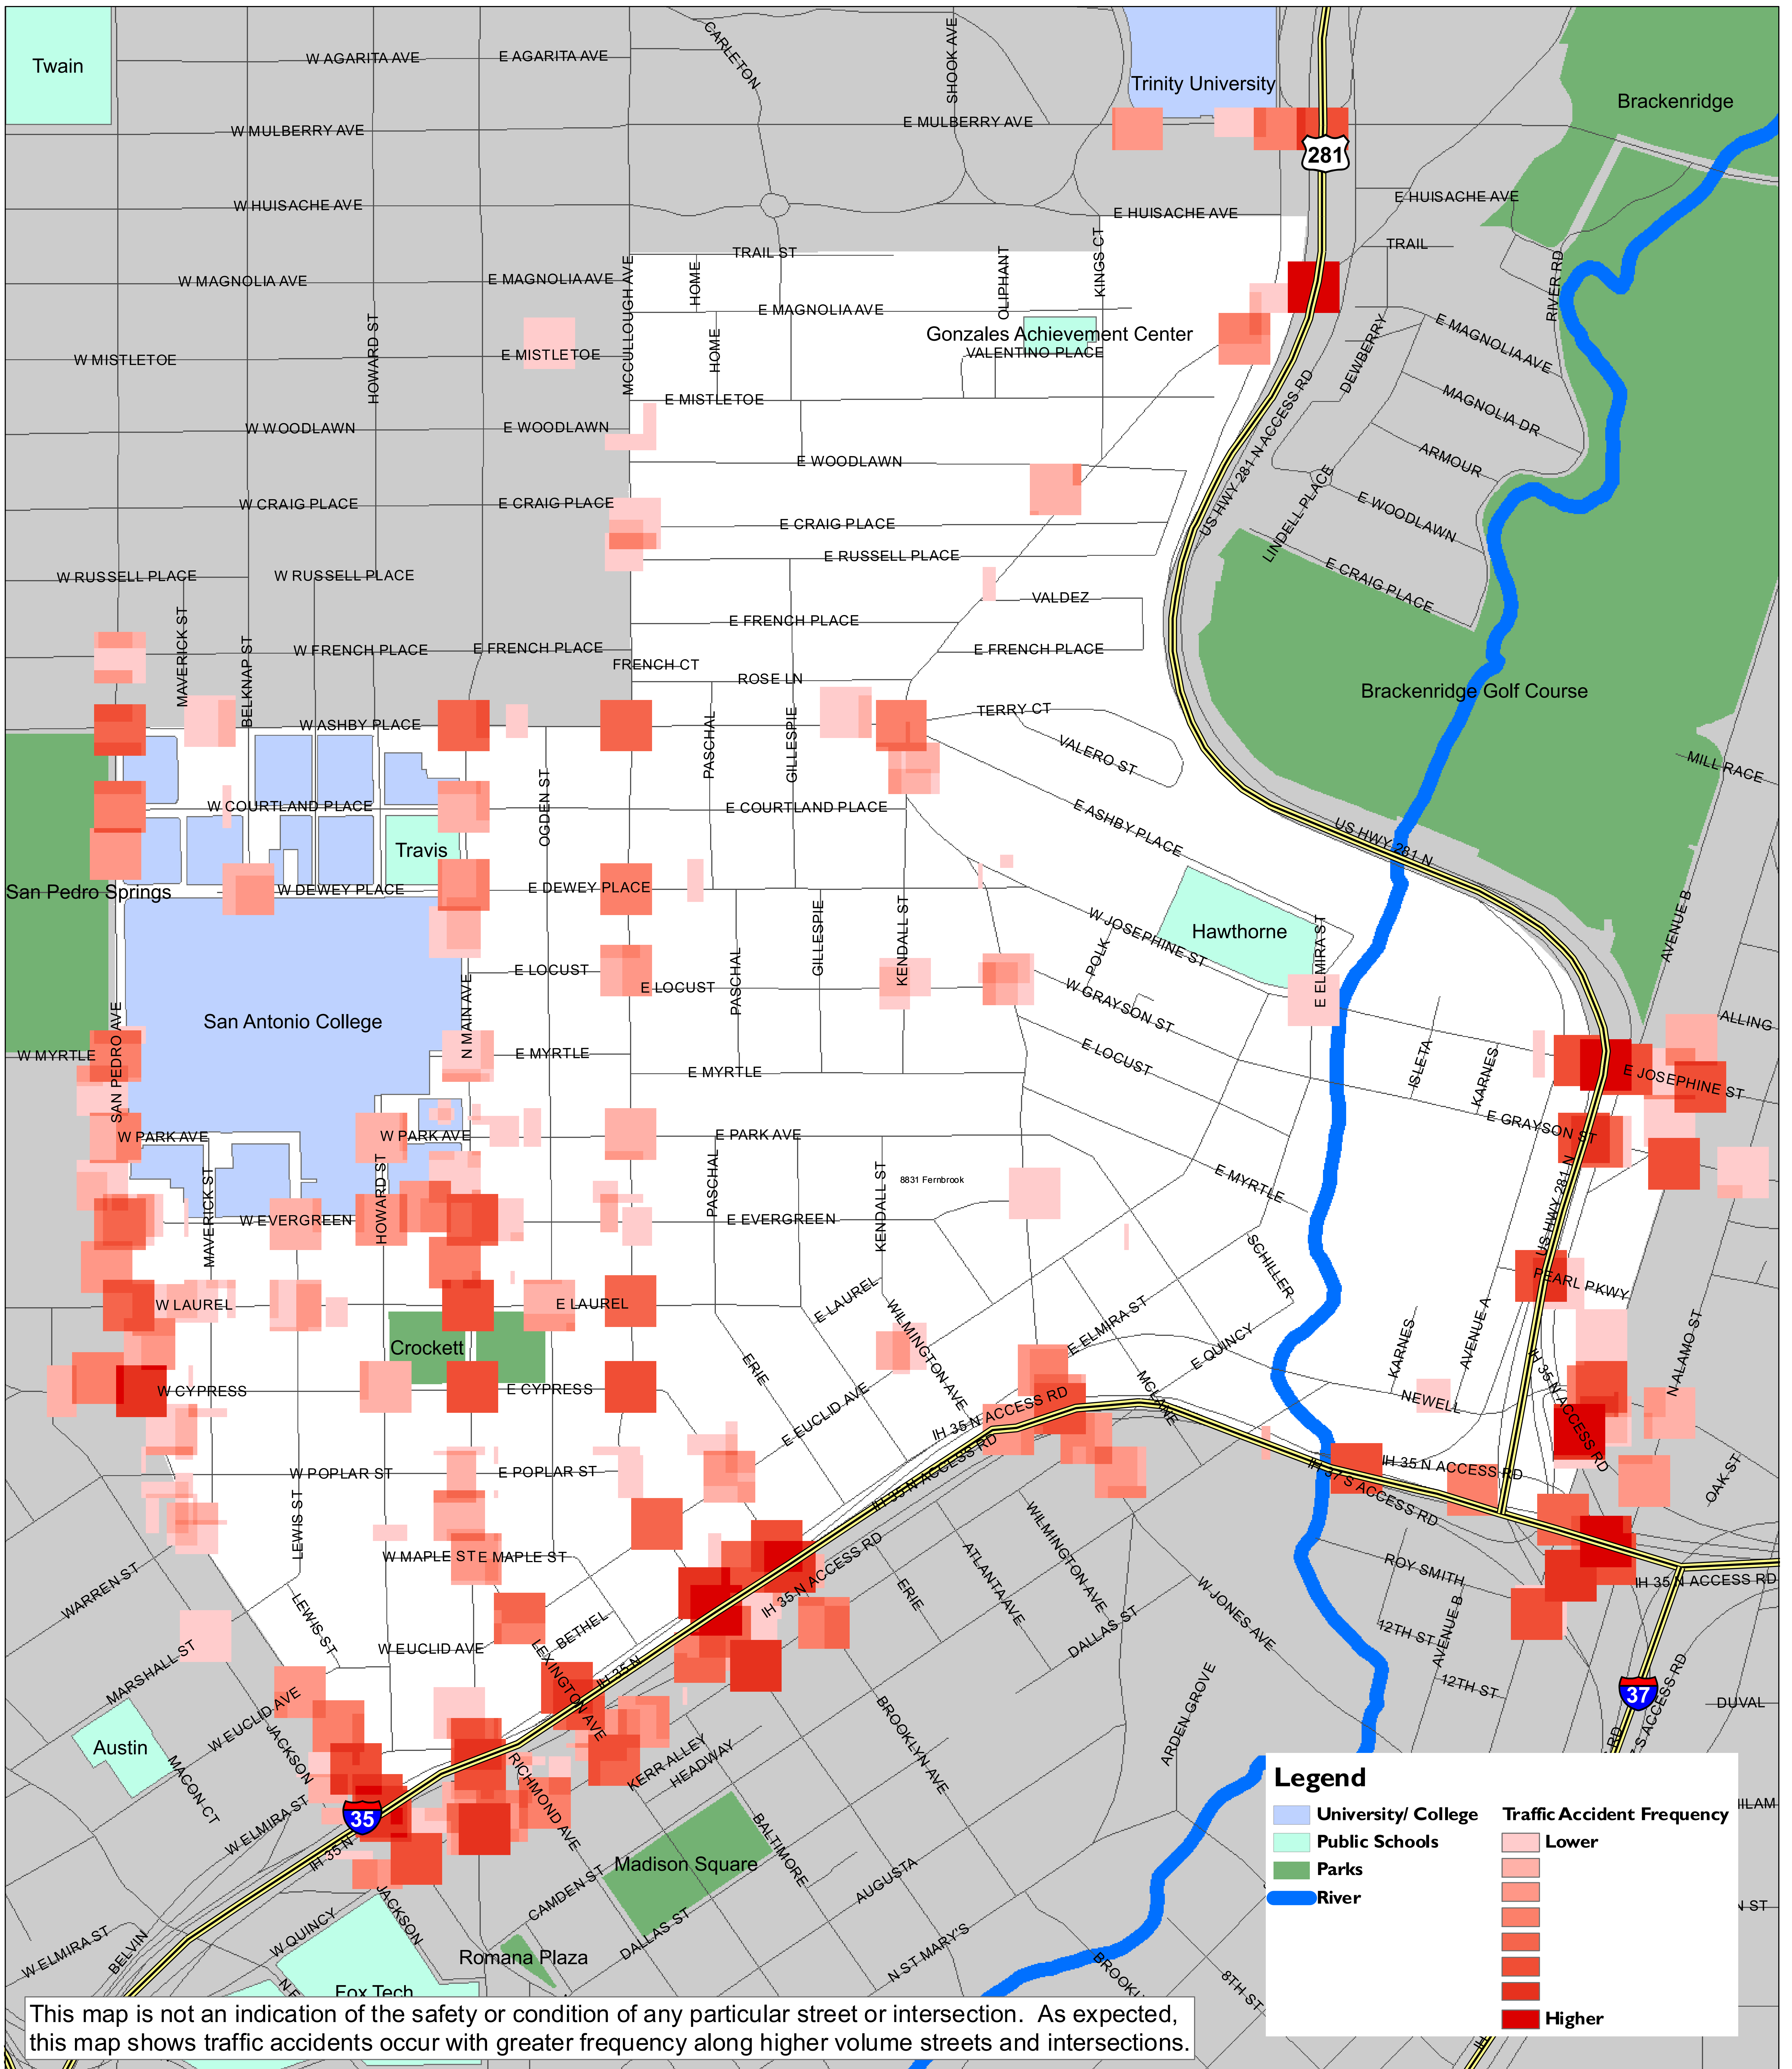 Twain
W AGARITA AVE
E AGARITA AVE
CARLETON
SHOOK AVE
Trinity University
Brackenridge
W MULBERRY AVE
E MULBERRY AVE
281
W HUISACHE AVE
E HUISACHE AVE
E HUISACHE AVE
TRAIL ST
TRAIL
W MAGNOLIA AVE
E MAGNOLIA AVE
MCCULLOUGH AVE
HOME
OLIPHANT
KINGS CT
RIVER RD
E MAGNOLIA AVE
HOWARD ST
HOME
Gonzales Achievement Center
VALENTINO PLACE
DEWBERRY
E MAGNOLIA AVE
W MISTLETOE
E MISTLETOE
E MISTLETOE
MAGNOLIA DR
US HWY 281 N ACCESS RD
W WOODLAWN
E WOODLAWN
E WOODLAWN
ARMOUR
W CRAIG PLACE
E CRAIG PLACE
E CRAIG PLACE
LINDELL PLACE
E WOODLAWN
E RUSSELL PLACE
W RUSSELL PLACE
W RUSSELL PLACE
E CRAIG PLACE
VALDEZ
MAVERICK ST
BELKNAP ST
E FRENCH PLACE
W FRENCH PLACE
E FRENCH PLACE
E FRENCH PLACE
FRENCH CT
ROSE LN
Brackenridge Golf Course
W ASHBY PLACE
TERRY CT
PASCHAL
GILLESPIE
VALERO ST
MILL RACE
OGDEN ST
W COURTLAND PLACE
E COURTLAND PLACE
E ASHBY PLACE
US HWY 281 N
Travis
San Pedro Springs
W DEWEY PLACE
E DEWEY PLACE
AVENUE B
Hawthorne
W JOSEPHINE ST
POLK
E ELMIRA ST
GILLESPIE
KENDALL ST
PASCHAL
E LOCUST
E LOCUST
W GRAYSON ST
San Antonio College
SAN PEDRO AVE
N MAIN AVE
ALLING
W MYRTLE
E MYRTLE
E MYRTLE
E LOCUST
ISLETA
KARNES
E JOSEPHINE ST
E GRAYSON ST
W PARK AVE
W PARK AVE
E PARK AVE
MAVERICK ST
HOWARD ST
PASCHAL
KENDALL ST
8831 Fernbrook
E MYRTLE
US HWY 281 N
W EVERGREEN
E EVERGREEN
SCHILLER
PEARL PKWY
W LAUREL
E LAUREL
E LAUREL
WILMINGTON AVE
E ELMIRA ST
E QUINCY
KARNES
AVENUE A
N ALAMO ST
Crockett
ERIE
MCLANE
IH 35 N ACCESS RD
W CYPRESS
E CYPRESS
E EUCLID AVE
IH 35 N ACCESS RD
NEWELL
W POPLAR ST
E POPLAR ST
IH 35 N ACCESS RD
IH 35 N ACCESS RD
IH 37 S ACCESS RD
OAK ST
LEWIS ST
W MAPLE ST
E MAPLE ST
IH 35 N ACCESS RD
ERIE
ATLANTA AVE
WILMINGTON AVE
ROY SMITH
IH 35 N ACCESS RD
WARREN ST
LEWIS ST
BETHEL
DALLAS ST
W JONES AVE
12TH ST
AVENUE B
MARSHALL ST
W EUCLID AVE
LEXINGTON AVE
IH 35 N
12TH ST
37
DUVAL
W EUCLID AVE
Austin
JACKSON
MACON CT
RICHMOND AVE
KERR ALLEY
HEADWAY
BROOKLYN AVE
ARDEN GROVE
S ACCESS RD
RD
W ELMIRA ST
35
IH 35 N
Madison Square
BALTIMORE
AUGUSTA
CAMDEN ST
DALLAS ST
JACKSON
W QUINCY
W ELMIRA ST
BELVIN
Romana Plaza
N ST MARY'S
8TH ST
Fox Tech
Legend
University/ College
Public Schools
Parks
River
Traffic Accident Frequency
Lower
Higher
This map is not an indication of the safety or condition of any particular street or intersection. As expected,
this map shows traffic accidents occur with greater frequency along higher volume streets and intersections.